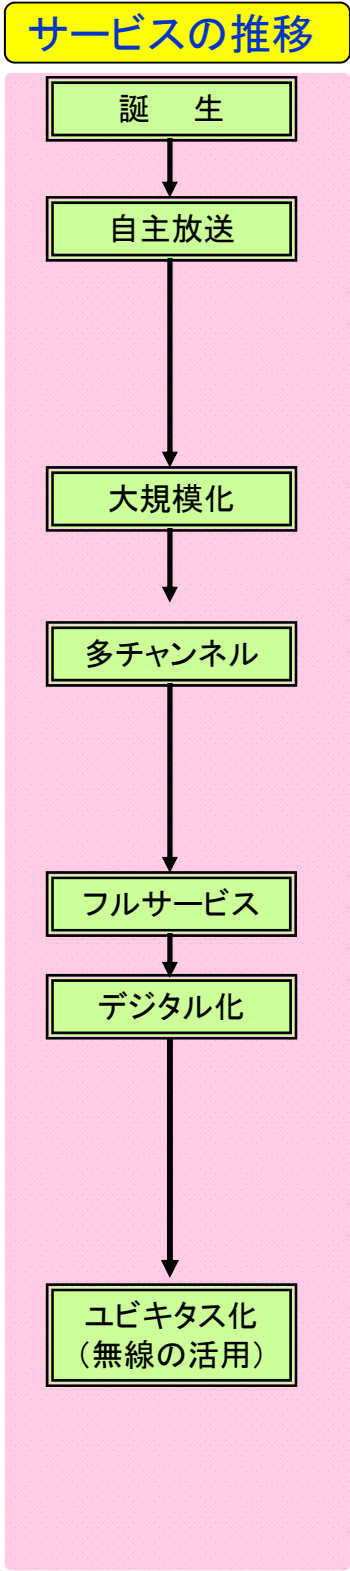 サービスの推移
誕　生
自主放送
大規模化
多チャンネル
フルサービス
デジタル化
ユビキタス化
（無線の活用）